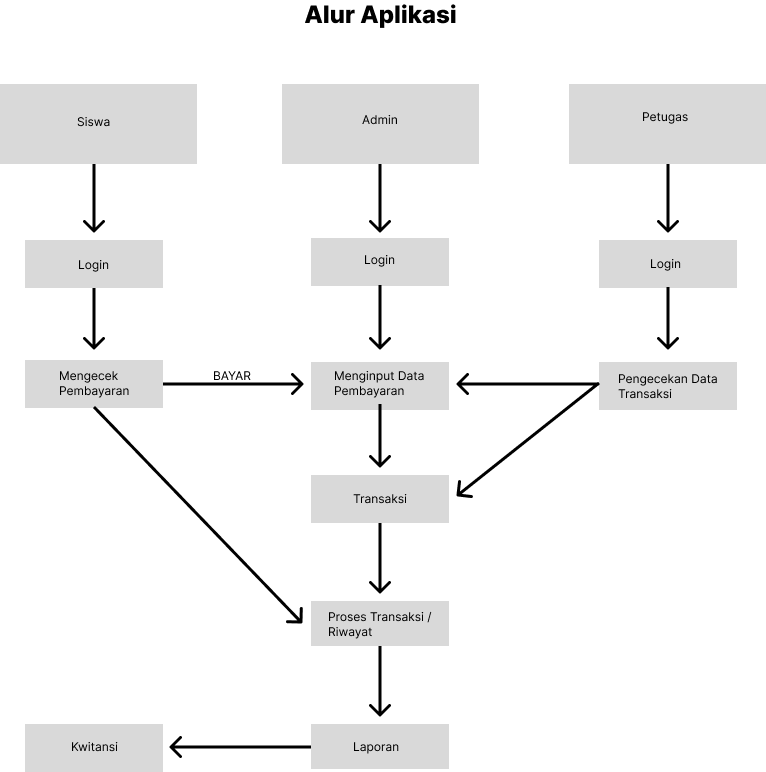 Alur Aplikasi
Siswa
Admin
Petugas
Login
Login
Login
Mengecek
Pembayaran
BAYAR
Menginput Data
Pembayaran
Pengecekan Data
Transaksi
Transaksi
Proses Transaksi /
Riwayat
Kwitansi
Laporan